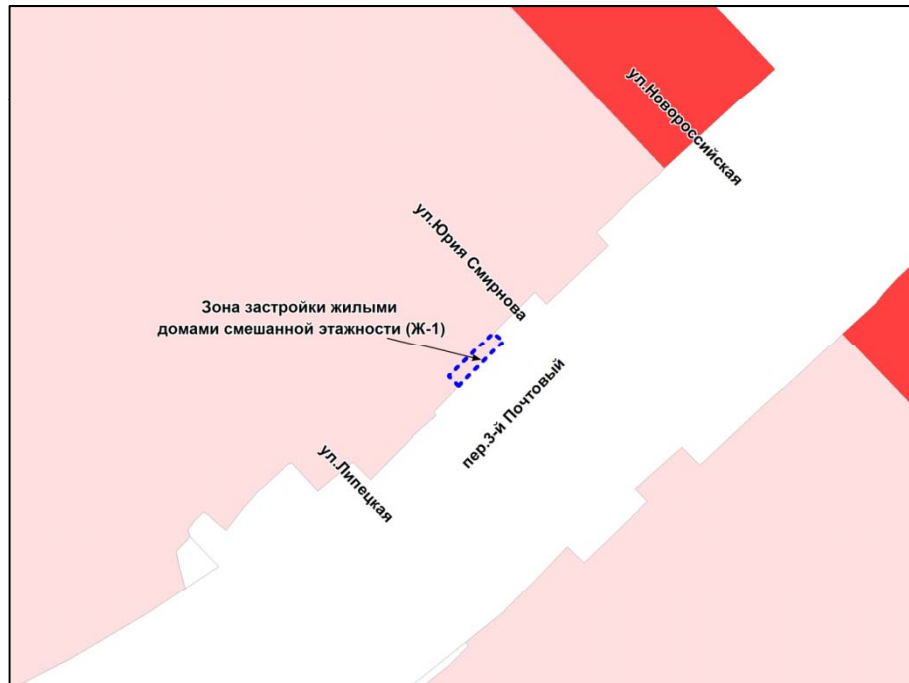 ул.Новороссийская
ул.Юрия Смирнова
Зона застройки жилыми
домами смешанной этажности (Ж-1)
пер.3-й Почтовый
ул.Липецкая